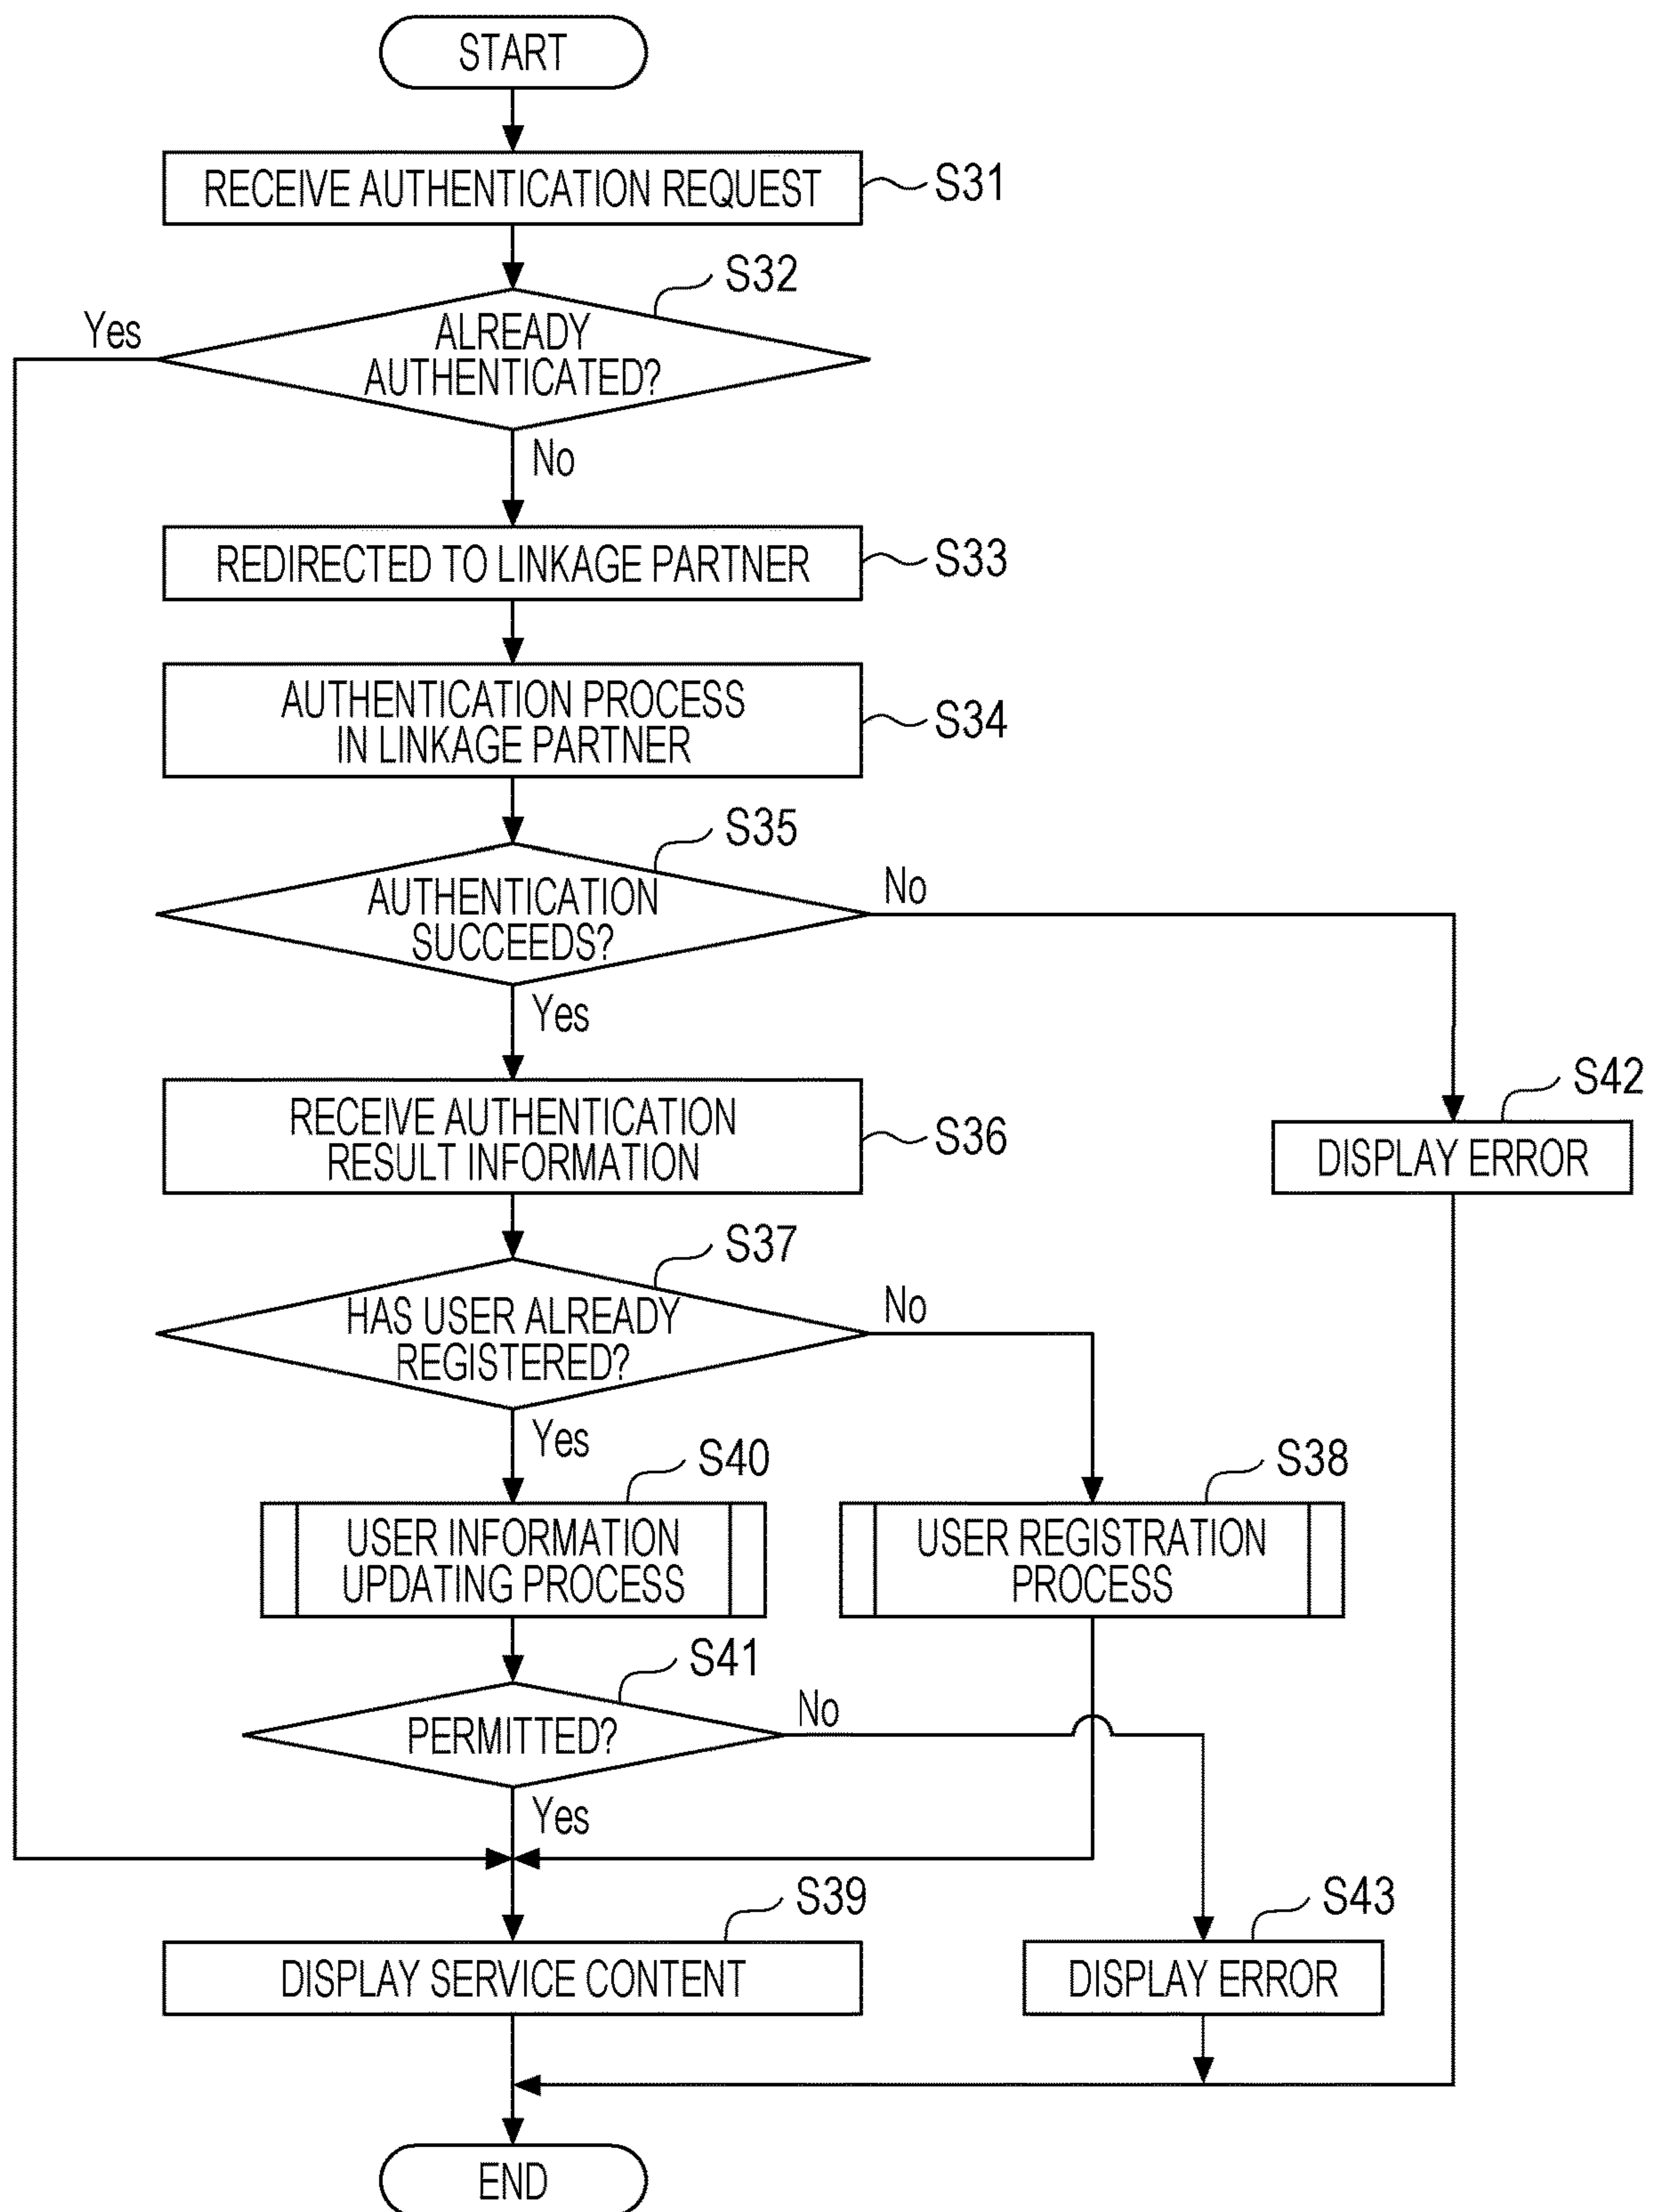 START
RECEIVE AUTHENTICATION REQUEST
S31
S32
Yes
ALREADY
AUTHENTICATED?
No
REDIRECTED TO LINKAGE PARTNER
S33
AUTHENTICATION PROCESS
IN LINKAGE PARTNER
S34
S35
AUTHENTICATION
SUCCEEDS?
No
Yes
S42
RECEIVE AUTHENTICATION
RESULT INFORMATION
S36
DISPLAY ERROR
S37
HAS USER ALREADY
REGISTERED?
No
Yes
S40
S38
USER INFORMATION
UPDATING PROCESS
USER REGISTRATION
PROCESS
S41
PERMITTED?
No
Yes
S39
S43
DISPLAY SERVICE CONTENT
DISPLAY ERROR
END